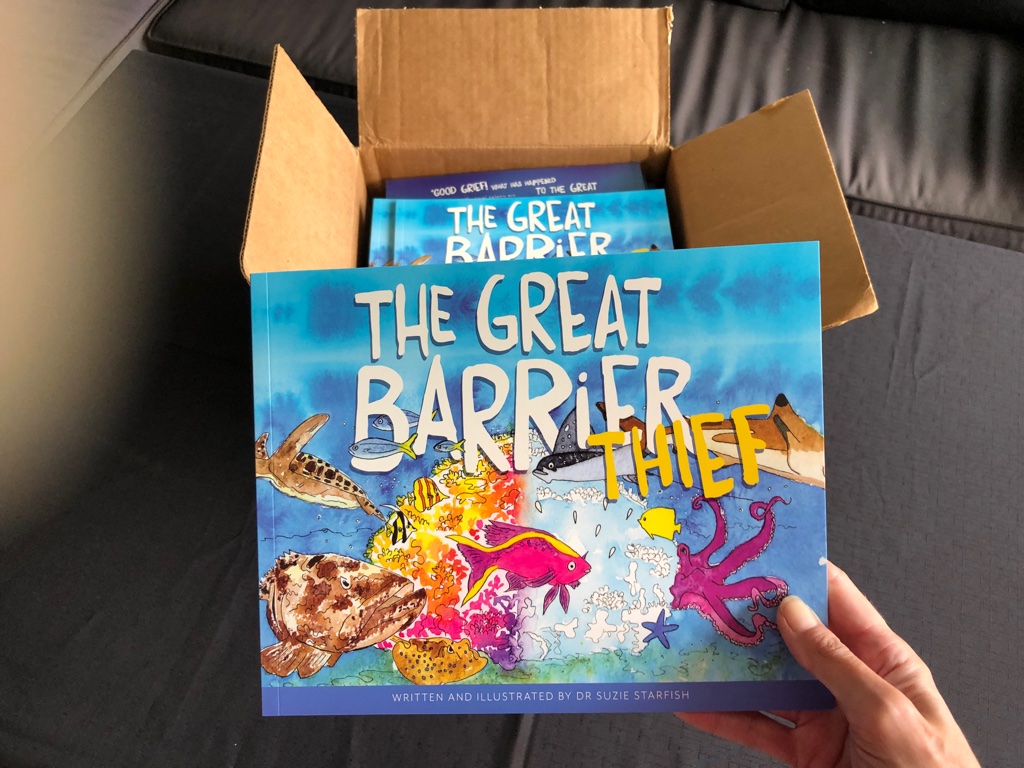 "GOOD GRIEF! WHAT HAS HAPPENED
TO THE GREAT
THE GREAT
BARRiER
THE GREAT
BARRiER
THIEF
WRITTEN AND ILLUSTRATED BY DR SUZIE STARFISH